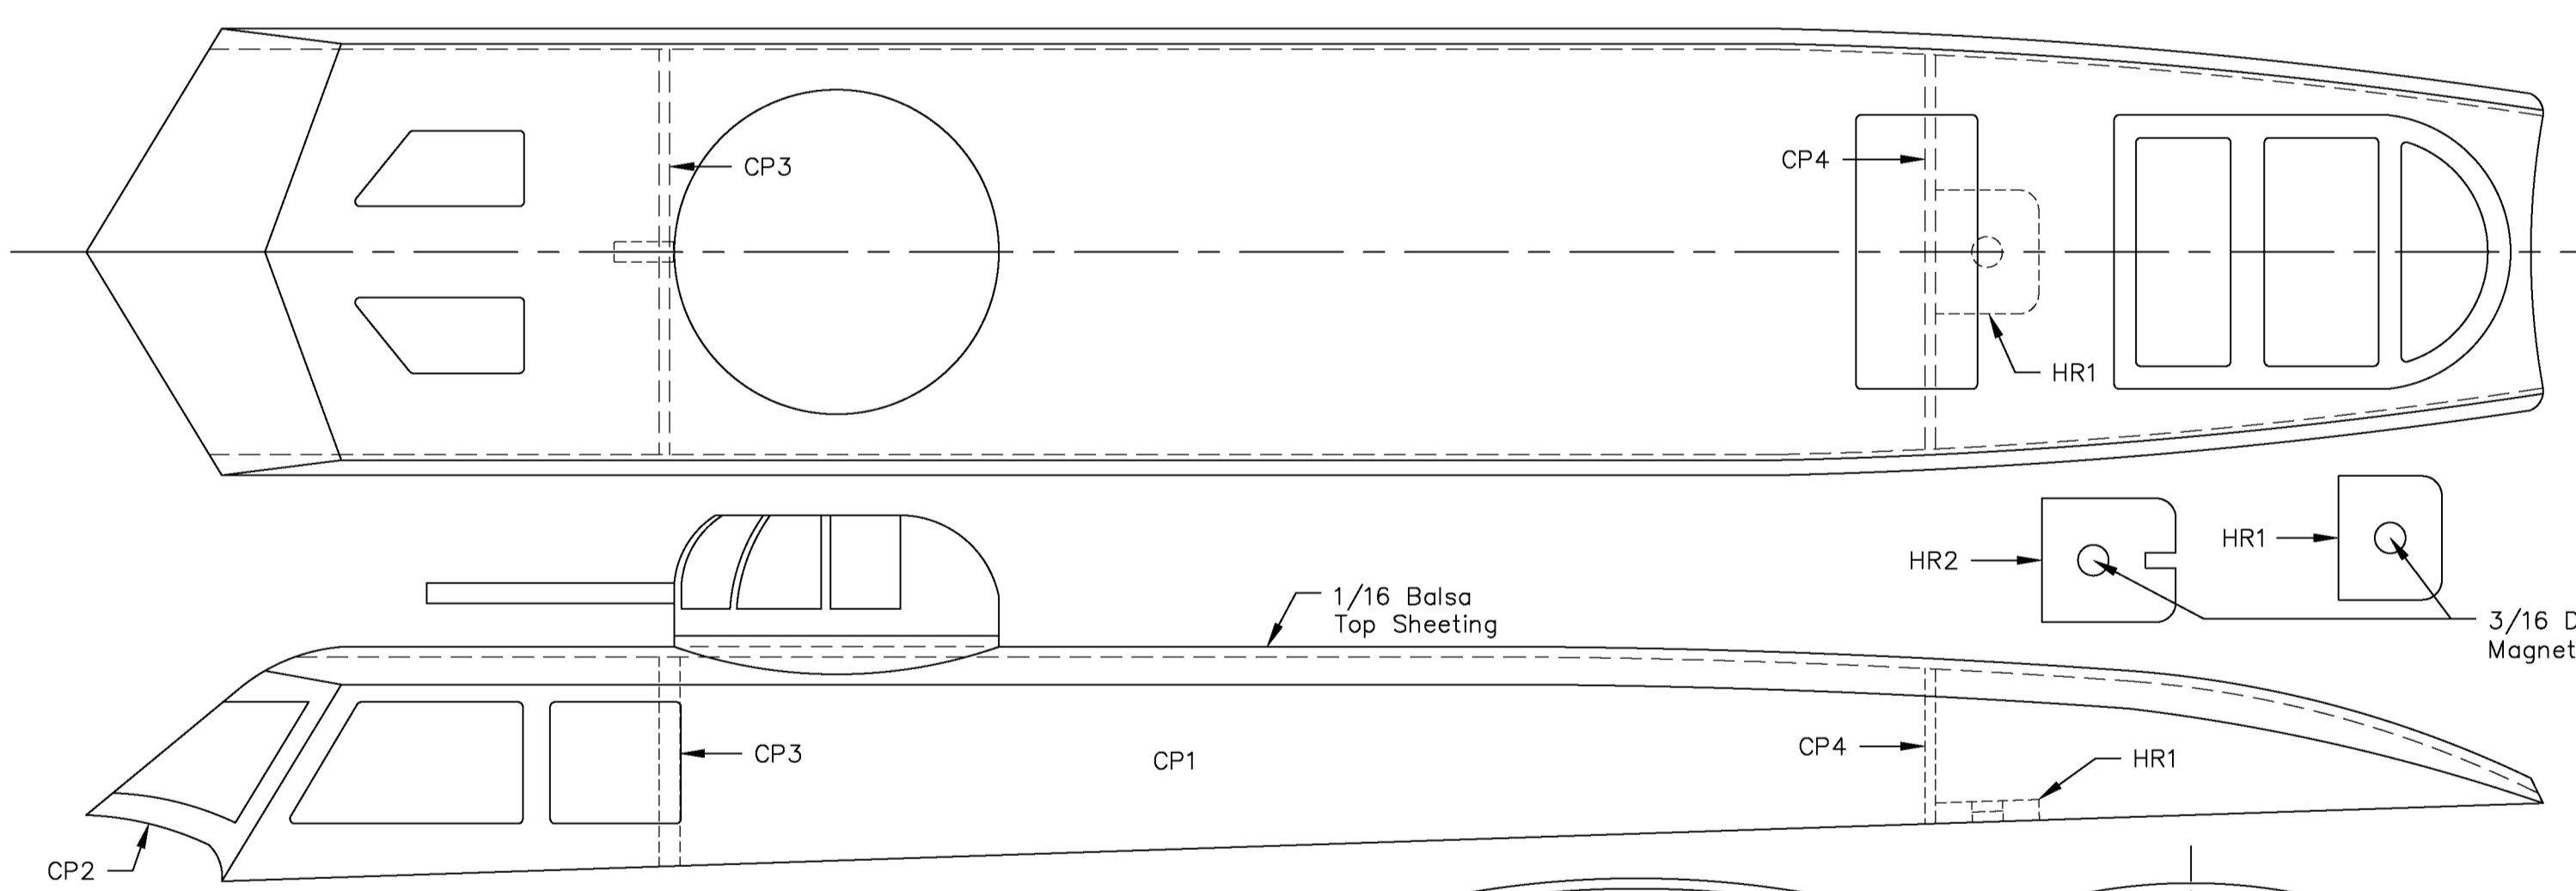 CP3
CP4
HR1
HR2
HR1
1/16 Balsa
Top Sheeting
3/16 D
Magnet
CP3
CP1
CP4
HR1
CP2